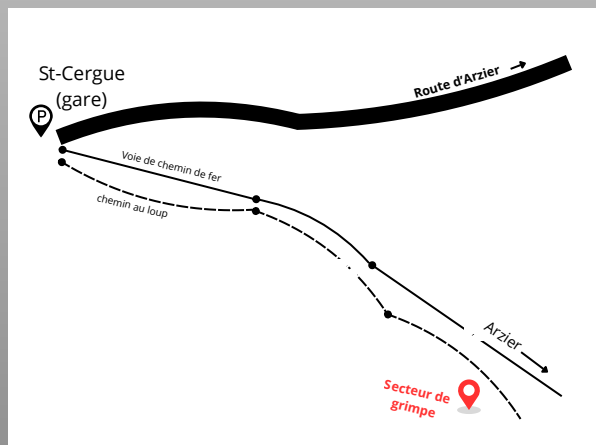 St-Cergue
(gare)
P
Route d'Arzier
Voie de chemin de fer
chemin au loup
Arzier
Secteur de
grimpe